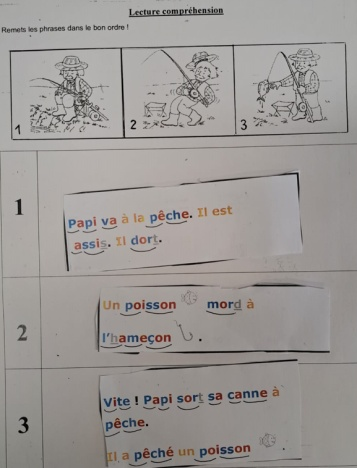 Lecture compréhension
Remets les phrases dans le bon ordre !
1
2
3
1
Papi va à la pêche. Il est
assis. Il dort.
2
Un poisson mord à
l'hameçon .
3
Vite ! Papi sort sa canne à
pêche.
Il a pêché un poisson .